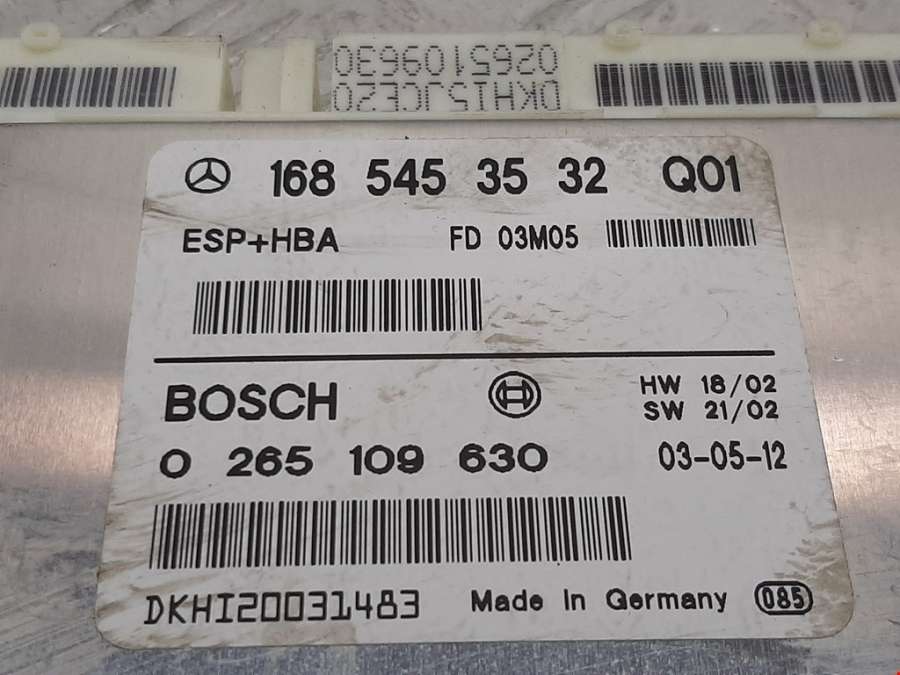 0265109630
DKHI5JCE20
168 545 35 32 Q01
ESP+HBA FD 03M05
BOSCH
HW 18/02
SW 21/02
0 265 109 630 03-05-12
DKHI20031483 Made In Germany 085